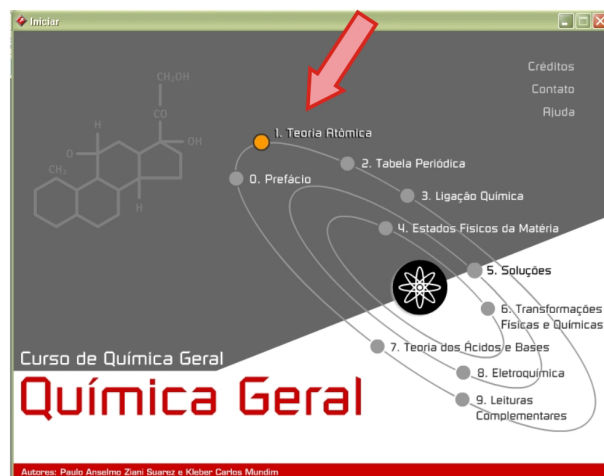 Iniciar
Créditos
Contato
Ajuda
CH₂OH
CO
H
OH
O
CH₃
H
1. Teoria Atômica
2. Tabela Periódica
0. Prefácio
3. Ligação Química
4. Estados Físicos da Matéria
5. Soluções
6. Transformações
Físicas e Químicas
7. Teoria dos Ácidos e Bases
8. Eletroquímica
9. Leituras
Complementares
Curso de Química Geral
Química Geral
Autores: Paulo Anselmo Ziani Suarez e Kleber Carlos Mundim